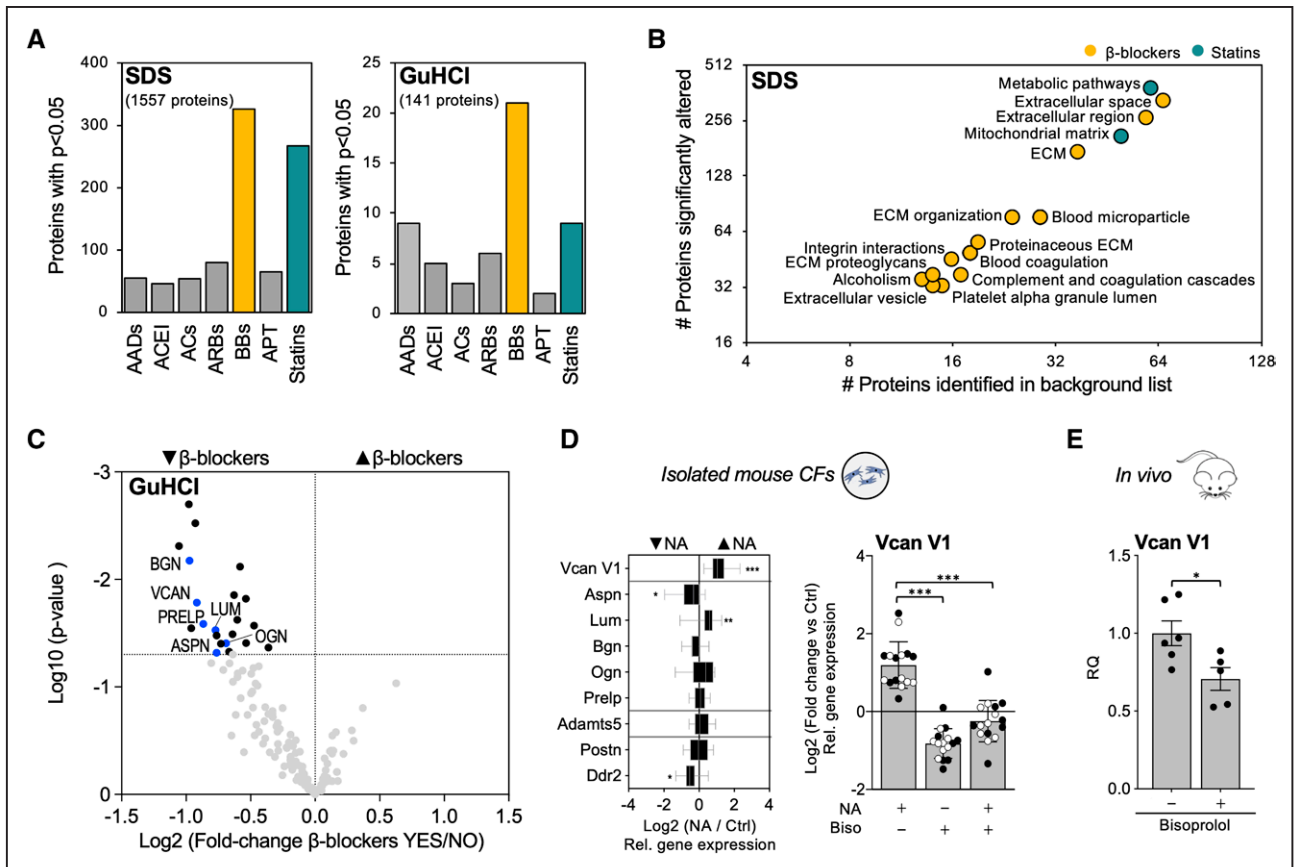 A
SDS
(1557 proteins)
Proteins with p<0.05
400
300
200
100
0
AADs
ACEI
ACs
ARBs
BBs
APT
Statins
GuHCl
(141 proteins)
Proteins with p<0.05
25
20
15
10
5
0
AADs
ACEI
ACs
ARBs
BBs
APT
Statins
B
β-blockers Statins
SDS
# Proteins significantly altered
512
256
128
64
32
16
Metabolic pathways
Extracellular space
Extracellular region
Mitochondrial matrix
ECM
ECM organization
Blood microparticle
Integrin interactions
Proteinaceous ECM
ECM proteoglycans
Blood coagulation
Alcoholism
Complement and coagulation cascades
Extracellular vesicle
Platelet alpha granule lumen
4 8 16 32 64 128
# Proteins identified in background list
C
▼β-blockers ▲β-blockers
GuHCl
Log10 (p-value)
-3
-2
-1
0
BGN
VCAN
PRELP
LUM
ASPN
OGN
-1.5 -1.0 -0.5 0.0 0.5 1.0 1.5
Log2 (Fold-change β-blockers YES/NO)
D
Isolated mouse CFs
▼NA ▲NA
Vcan V1 ***
Aspn *
Lum **
Bgn
Ogn
Prelp
Adamts5
Postn
Ddr2 *
-4 -2 0 2 4
Log2 (NA / Ctrl)
Rel. gene expression
Vcan V1
Log2 (Fold change vs Ctrl)
Rel. gene expression
4
2
0
-2
***
***
NA + − +
Biso − + +
E
In vivo
Vcan V1
RQ
1.5
1.0
0.5
0.0
*
− +
Bisoprolol